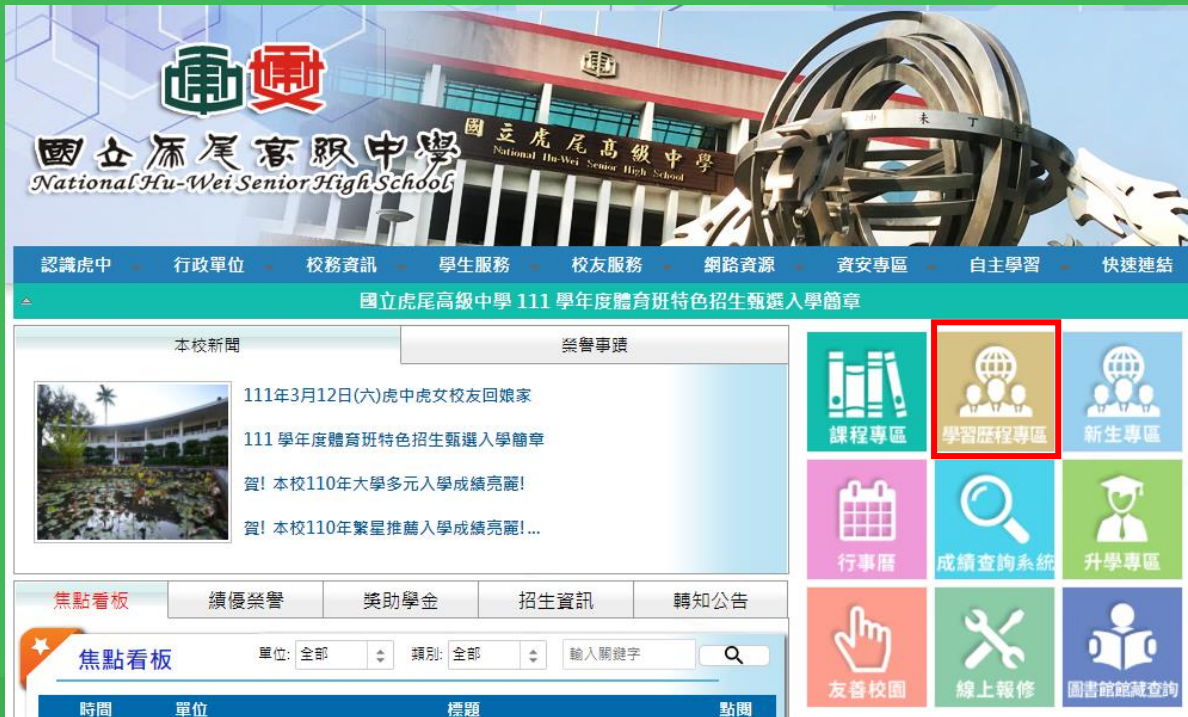 國立虎尾高級中學
National Hu-Wei Senior High School
國立虎尾高級中學
National Hu-Wei Senior High School
坤 未 丁 午
認識虎中 行政單位 校務資訊 學生服務 校友服務 網路資源 資安專區 自主學習 快速連結
國立虎尾高級中學 111 學年度體育班特色招生甄選入學簡章
本校新聞 榮譽事蹟
111年3月12日(六)虎中虎女校友回娘家
111 學年度體育班特色招生甄選入學簡章
賀! 本校110年大學多元入學成績亮麗!
賀! 本校110年繁星推薦入學成績亮麗!...
課程專區 學習歷程專區 新生專區
行事曆 成績查詢系統 升學專區
友善校園 線上報修 圖書館館藏查詢
焦點看板 績優榮譽 獎助學金 招生資訊 轉知公告
焦點看板 單位: 全部 類別: 全部 輸入關鍵字
時間 單位 標題 點閱